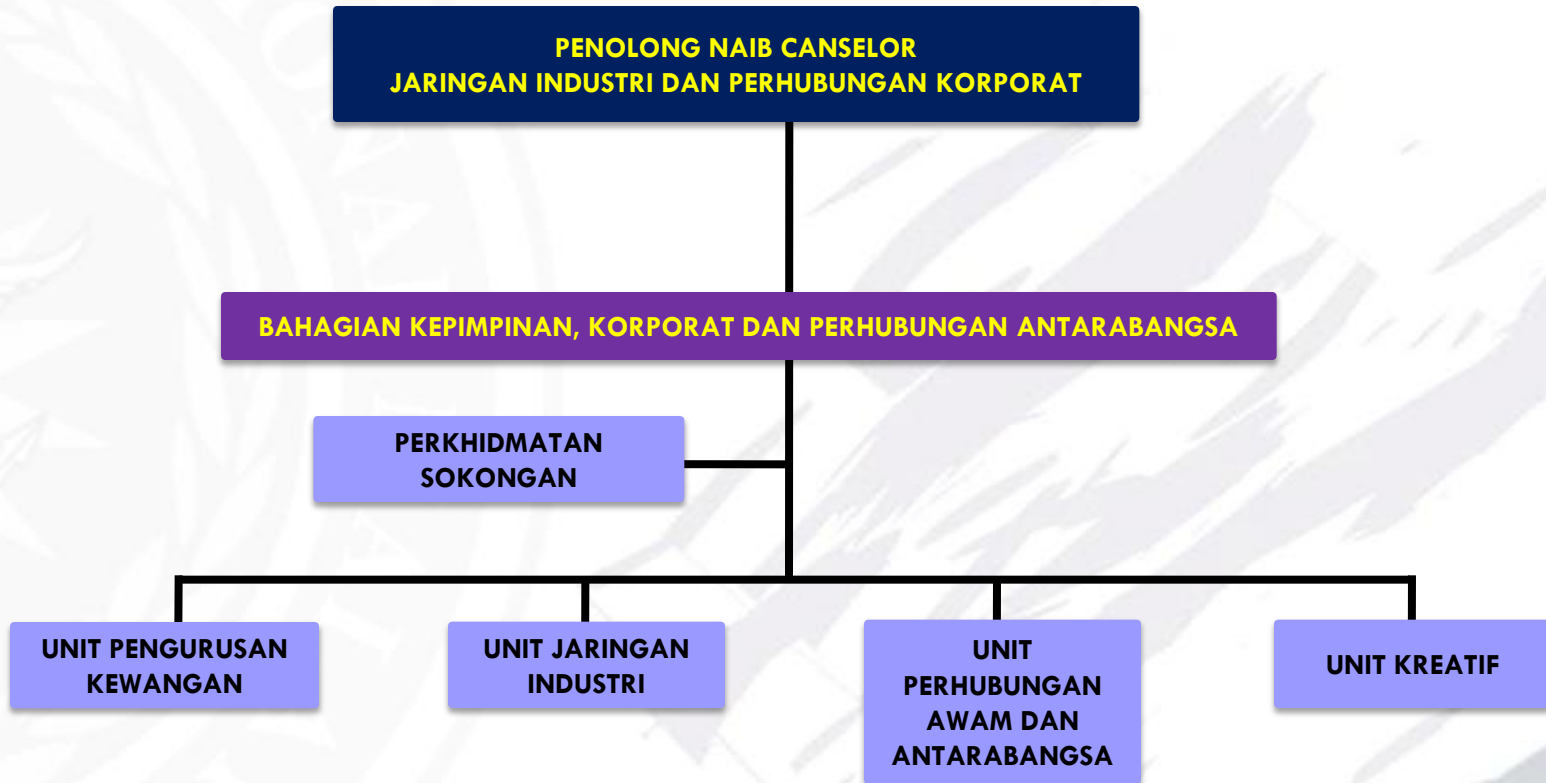 PENOLONG NAIB CANSELOR
JARINGAN INDUSTRI DAN PERHUBUNGAN KORPORAT
BAHAGIAN KEPIMPINAN, KORPORAT DAN PERHUBUNGAN ANTARABANGSA
PERKHIDMATAN
SOKONGAN
UNIT PENGURUSAN
KEWANGAN
UNIT JARINGAN
INDUSTRI
UNIT
PERHUBUNGAN
AWAM DAN
ANTARABANGSA
UNIT KREATIF